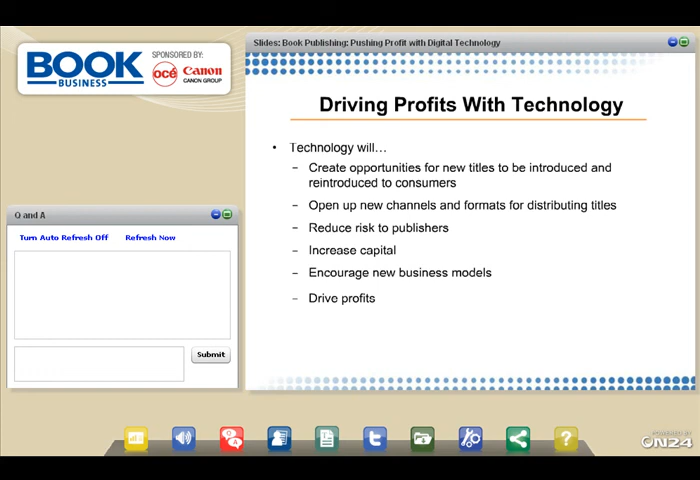 BOOK
BUSINESS
SPONSORED BY:
océ
Canon
CANON GROUP
Slides: Book Publishing: Pushing Profit with Digital Technology
Driving Profits With Technology
• Technology will…
– Create opportunities for new titles to be introduced and
reintroduced to consumers
– Open up new channels and formats for distributing titles
– Reduce risk to publishers
– Increase capital
– Encourage new business models
– Drive profits
Q and A
Turn Auto Refresh Off
Refresh Now
Submit
Q
A
t
?
POWERED BY
ON24